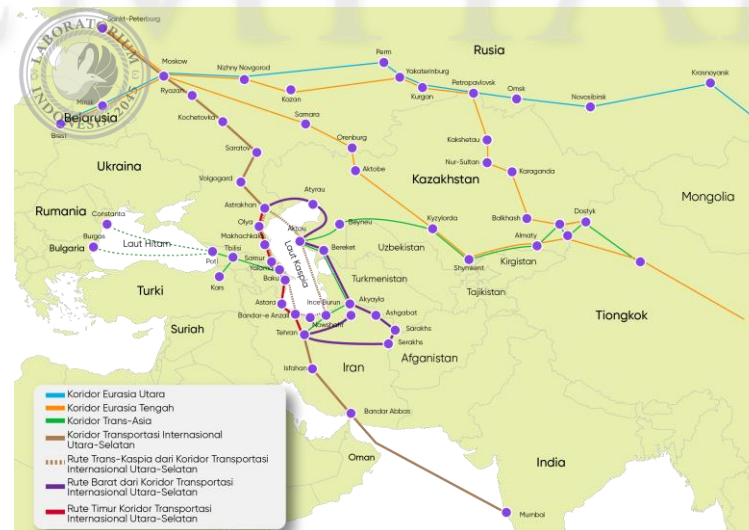 LABORATORIUM
INDONESIA 2045
Sankt-Peterburg
Rusia
Perm
Moskow
Nizhny Novgorod
Yakaterinburg
Krasnoyarsk
Petropavlovsk
Ryazan
Kazan
Kurgan
Omsk
Novosibirsk
Minsk
Belarusia
Brest
Kochetovka
Samara
Orenburg
Kokshetau
Saratov
Nur-Sultan
Ukraina
Aktobe
Karaganda
Kazakhstan
Volgograd
Mongolia
Atyrau
Rumania
Astrakhan
Constanta
Olya
Aktau
Beyneu
Kyzylorda
Balkhash
Dostyk
Burgas
Makhachkala
Almaty
Bulgaria
Laut Hitam
Tbilisi
Samur
Laut Kaspia
Bereket
Uzbekistan
Kirgistan
Poti
Yalama
Shymkent
Kars
Baku
Turkmenistan
Tajikistan
Turki
Astara
Ince Burun
Akyayla
Ashgabat
Tiongkok
Bandar-e Anzali
Nowshahr
Sarakhs
Suriah
Tehran
Serakhs
Afganistan
Iran
Isfahan
Bandar Abbas
Oman
India
Mumbai
Koridor Eurasia Utara
Koridor Eurasia Tengah
Koridor Trans-Asia
Koridor Transportasi Internasional
Utara-Selatan
Rute Trans-Kaspia dari Koridor Transportasi
Internasional Utara-Selatan
Rute Barat dari Koridor Transportasi
Internasional Utara-Selatan
Rute Timur Koridor Transportasi
Internasional Utara-Selatan